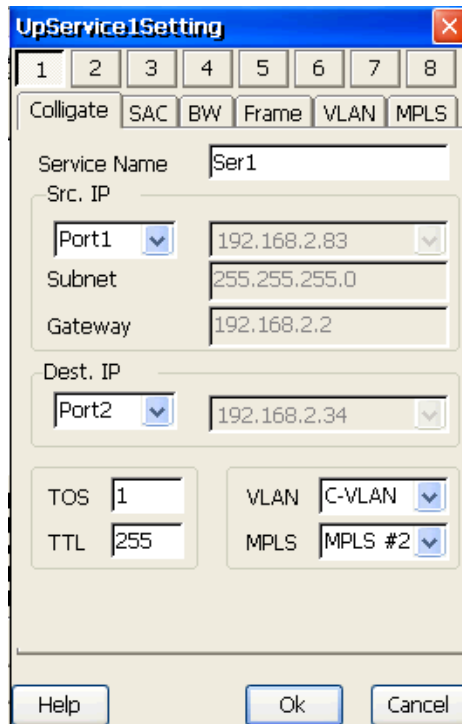 UpService1Setting
1 2 3 4 5 6 7 8
Colligate SAC BW Frame VLAN MPLS
Service Name Ser1
Src. IP
Port1 192.168.2.83
Subnet 255.255.255.0
Gateway 192.168.2.2
Dest. IP
Port2 192.168.2.34
TOS 1 VLAN C-VLAN
TTL 255 MPLS MPLS #2
Help Ok Cancel